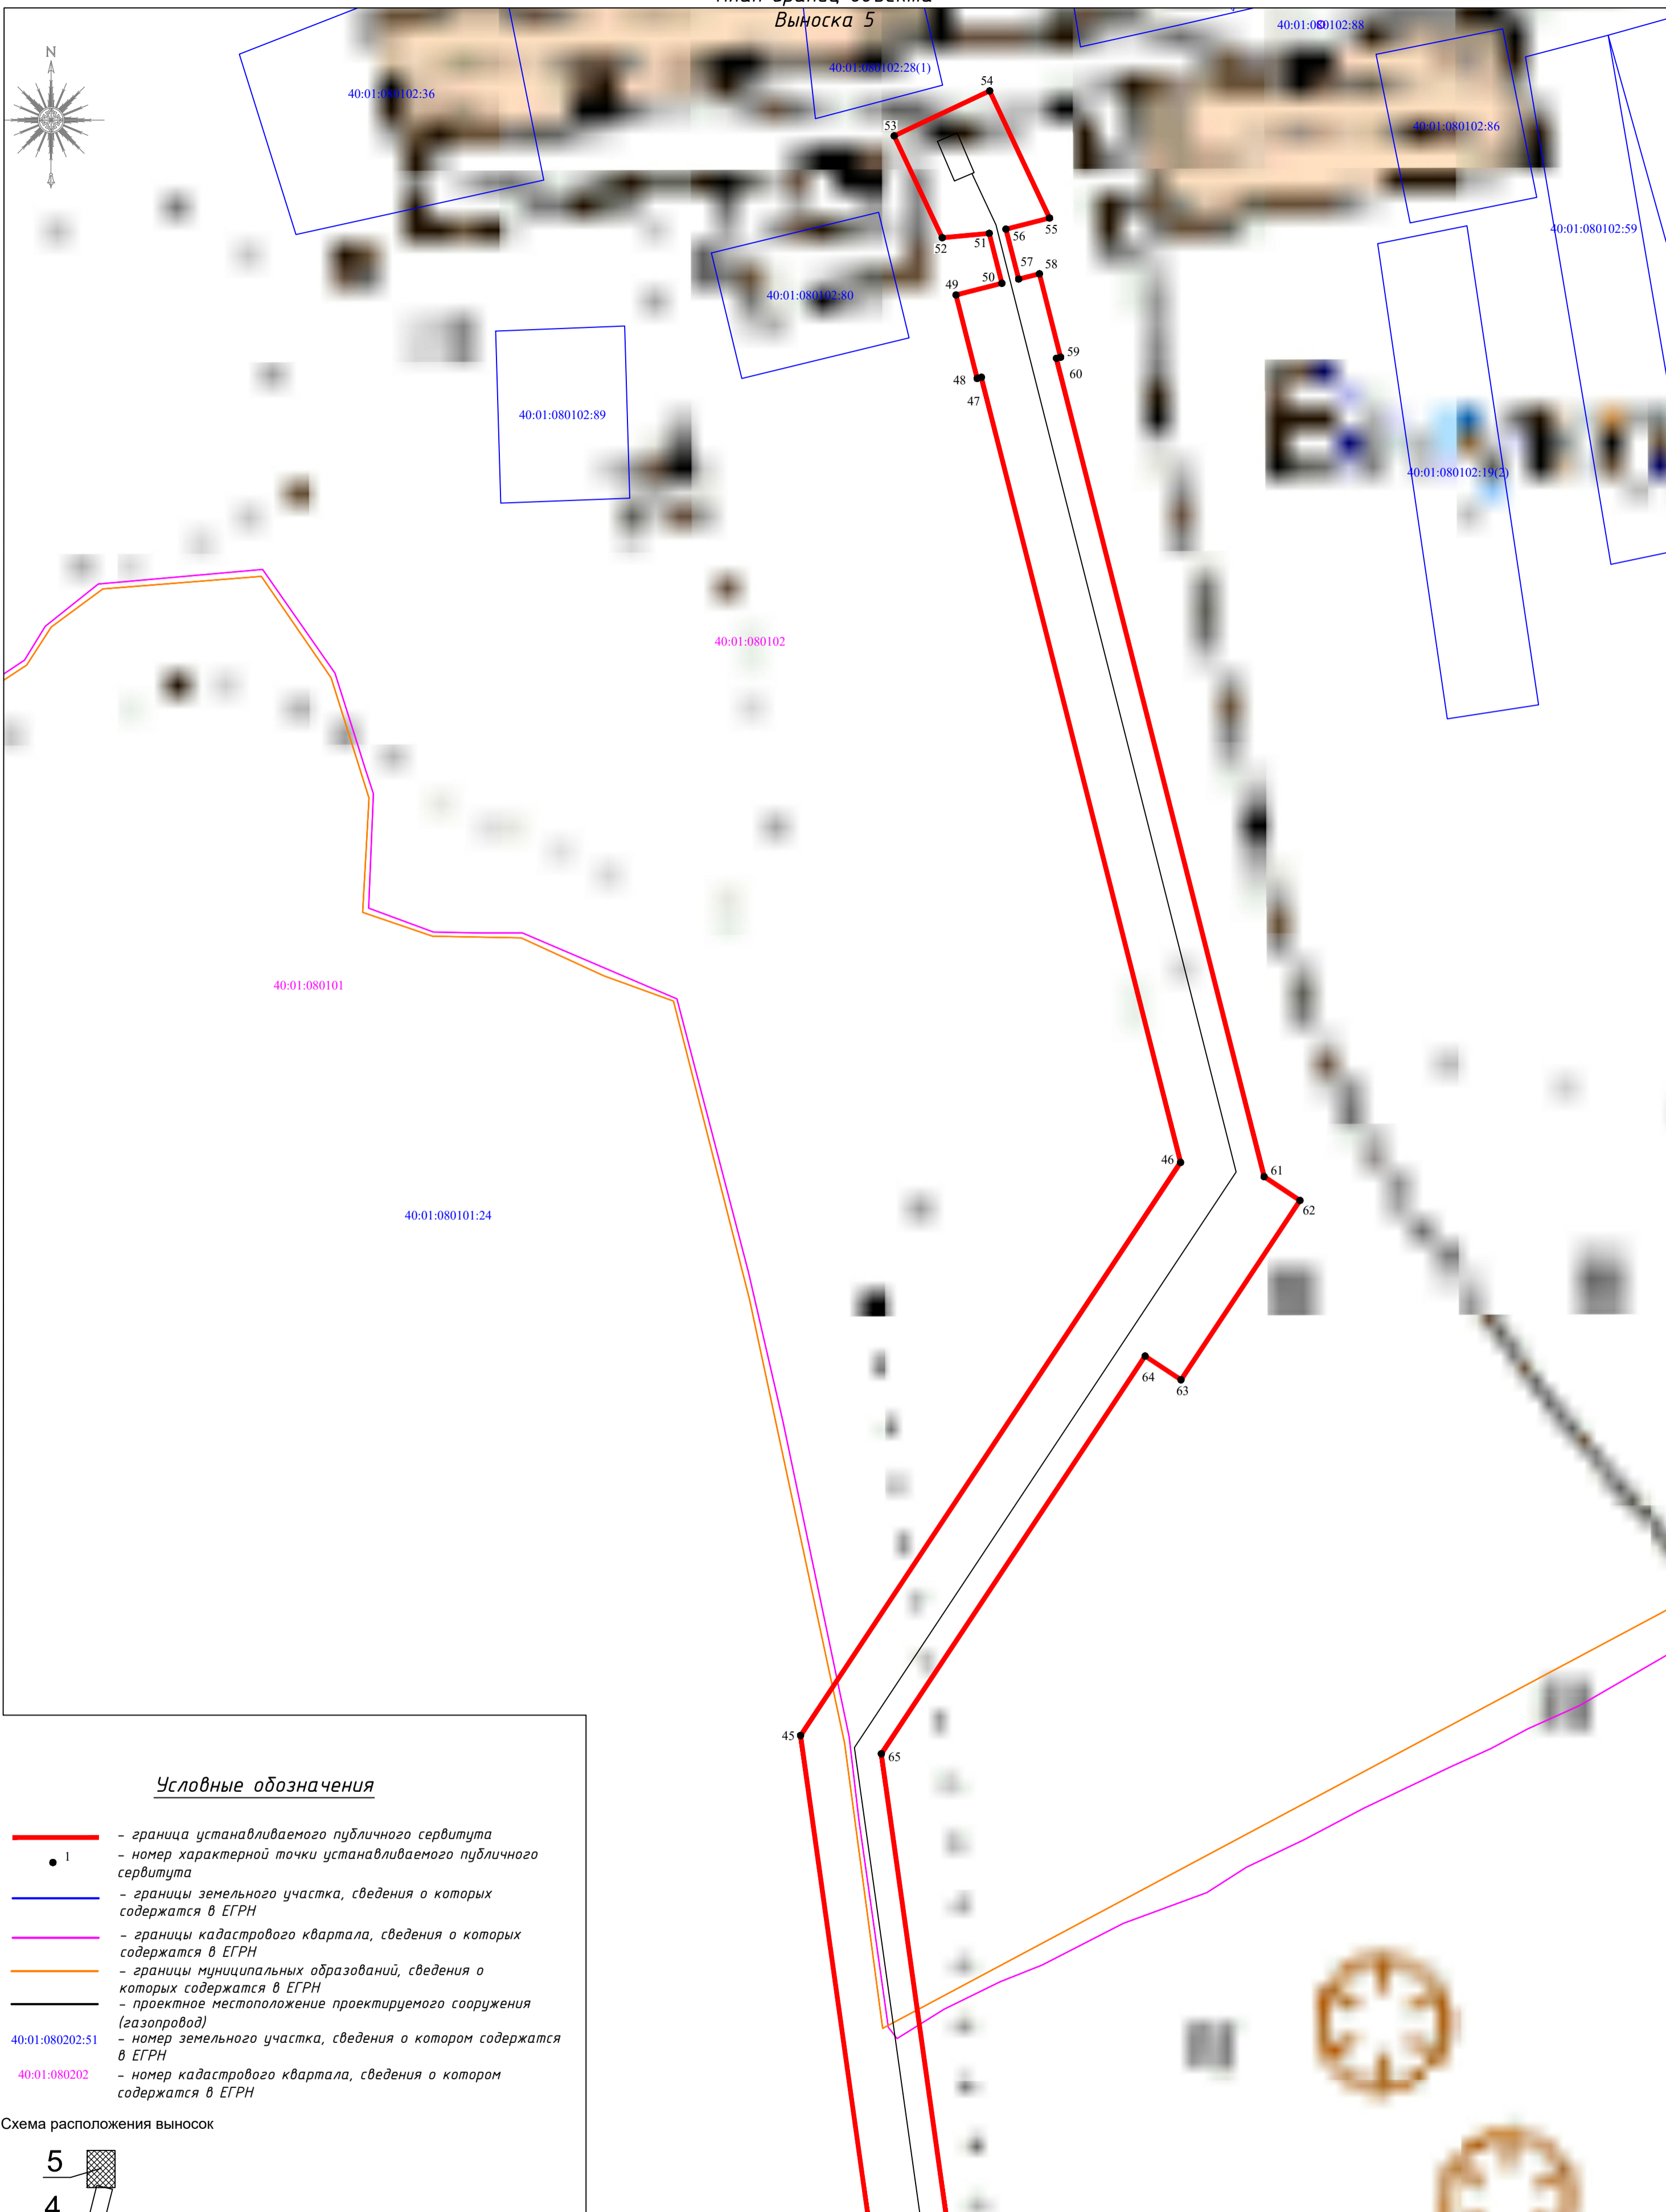 План границ объекта
Выноска 5
N
40:01:080102:88
40:01:080102:36
40:01:080102:28(1)
40:01:080102:86
40:01:080102:59
40:01:080102:80
40:01:080102:89
40:01:080102:19(2)
54
53
55
56
51
52
57
58
50
49
59
60
48
47
40:01:080102
40:01:080101
40:01:080101:24
46
61
62
64
63
45
65
Условные обозначения
- граница устанавливаемого публичного сервитута
1
- номер характерной точки устанавливаемого публичного
сервитута
- границы земельного участка, сведения о которых
содержатся в ЕГРН
- границы кадастрового квартала, сведения о которых
содержатся в ЕГРН
- границы муниципальных образований, сведения о
которых содержатся в ЕГРН
- проектное местоположение проектируемого сооружения
(газопровод)
40:01:080202:51
- номер земельного участка, сведения о котором содержатся
в ЕГРН
40:01:080202
- номер кадастрового квартала, сведения о котором
содержатся в ЕГРН
Схема расположения выносок
5
4